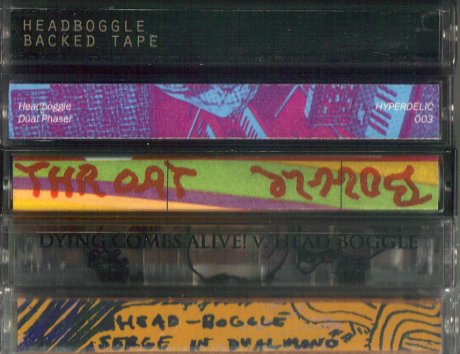 HEADBOGGLE
BACKED TAPE
Headboggle
Dual Phaser
HYPERDELIC
003
THROAT
DYING COMES ALIVE! V. HEAD BOGGLE
HEAD-BOGGLE
SERGE IN DUALMONO